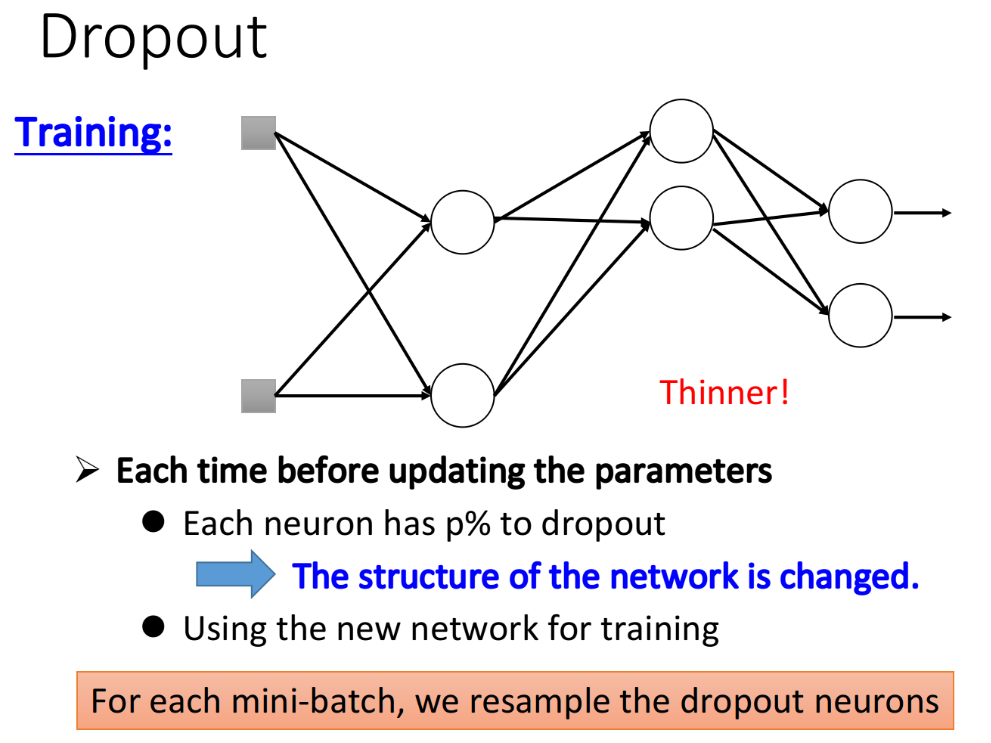 Dropout
Training:
Thinner!
➢ Each time before updating the parameters
● Each neuron has p% to dropout
The structure of the network is changed.
● Using the new network for training
For each mini-batch, we resample the dropout neurons